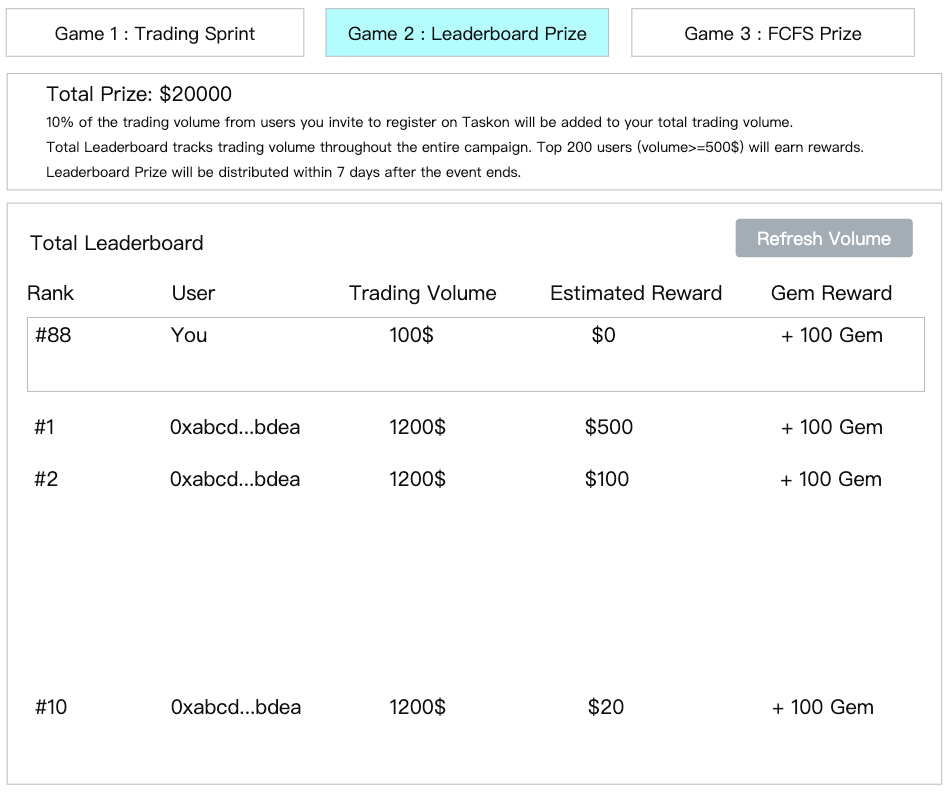 Game 1 : Trading Sprint
Game 2 : Leaderboard Prize
Game 3 : FCFS Prize
Total Prize: $20000
10% of the trading volume from users you invite to register on Taskon will be added to your total trading volume.
Total Leaderboard tracks trading volume throughout the entire campaign. Top 200 users (volume>=500$) will earn rewards.
Leaderboard Prize will be distributed within 7 days after the event ends.
Total Leaderboard
Refresh Volume
Rank User Trading Volume Estimated Reward Gem Reward
#88 You 100$ $0 + 100 Gem
#1 0xabcd...bdea 1200$ $500 + 100 Gem
#2 0xabcd...bdea 1200$ $100 + 100 Gem
#10 0xabcd...bdea 1200$ $20 + 100 Gem